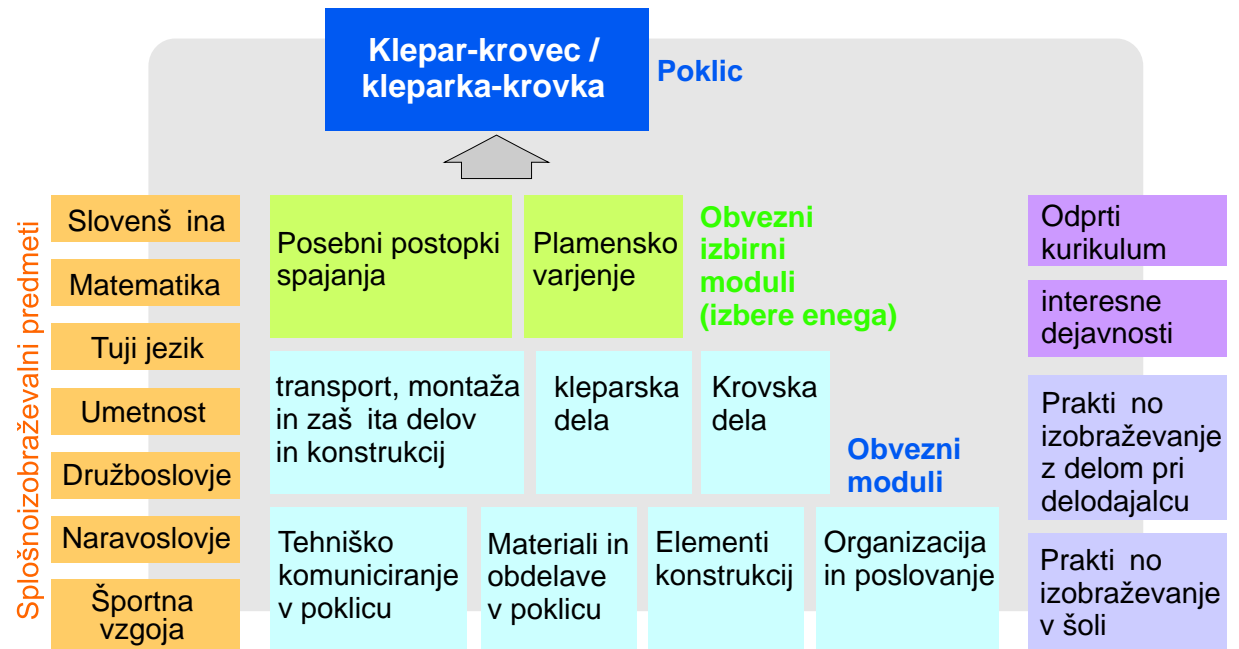 Klepar-krovec /
kleparka-krovka
Poklic
Splošnoizobraževalni predmeti
Slovenš ina
Matematika
Tuji jezik
Umetnost
Družboslovje
Naravoslovje
Športna
vzgoja
Posebni postopki
spajanja
Plamensko
varjenje
Obvezni
izbirni
moduli
(izbere enega)
transport, montaža
in zaš ita delov
in konstrukcij
kleparska
dela
Krovska
dela
Obvezni
moduli
Tehniško
komuniciranje
v poklicu
Materiali in
obdelave
v poklicu
Elementi
konstrukcij
Organizacija
in poslovanje
Odprti
kurikulum
interesne
dejavnosti
Prakti no
izobraževanje
z delom pri
delodajalcu
Prakti no
izobraževanje
v šoli